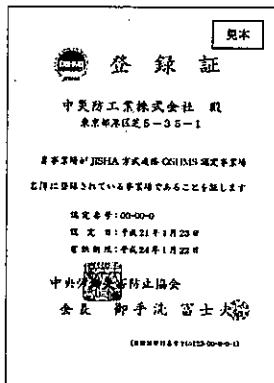 見本
JISHA
登録証
中災防工業株式会社 殿
東京都港区芝5-35-1
貴事業場がJISHA方式適格OSHMS認定事業場
名簿に登録されている事業場であることを証します
認定番号:00-00-0
認定日:平成21年1月23日
有効期限:平成24年1月22日
中央労働災害防止協会
会長 御手洗 冨士夫